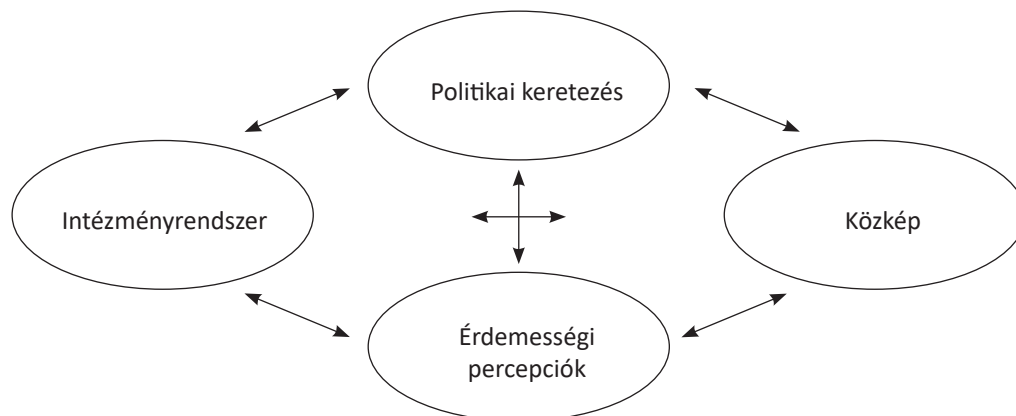 Politikai keretezés
Intézményrendszer
Közkép
Érdemességi
percepciók